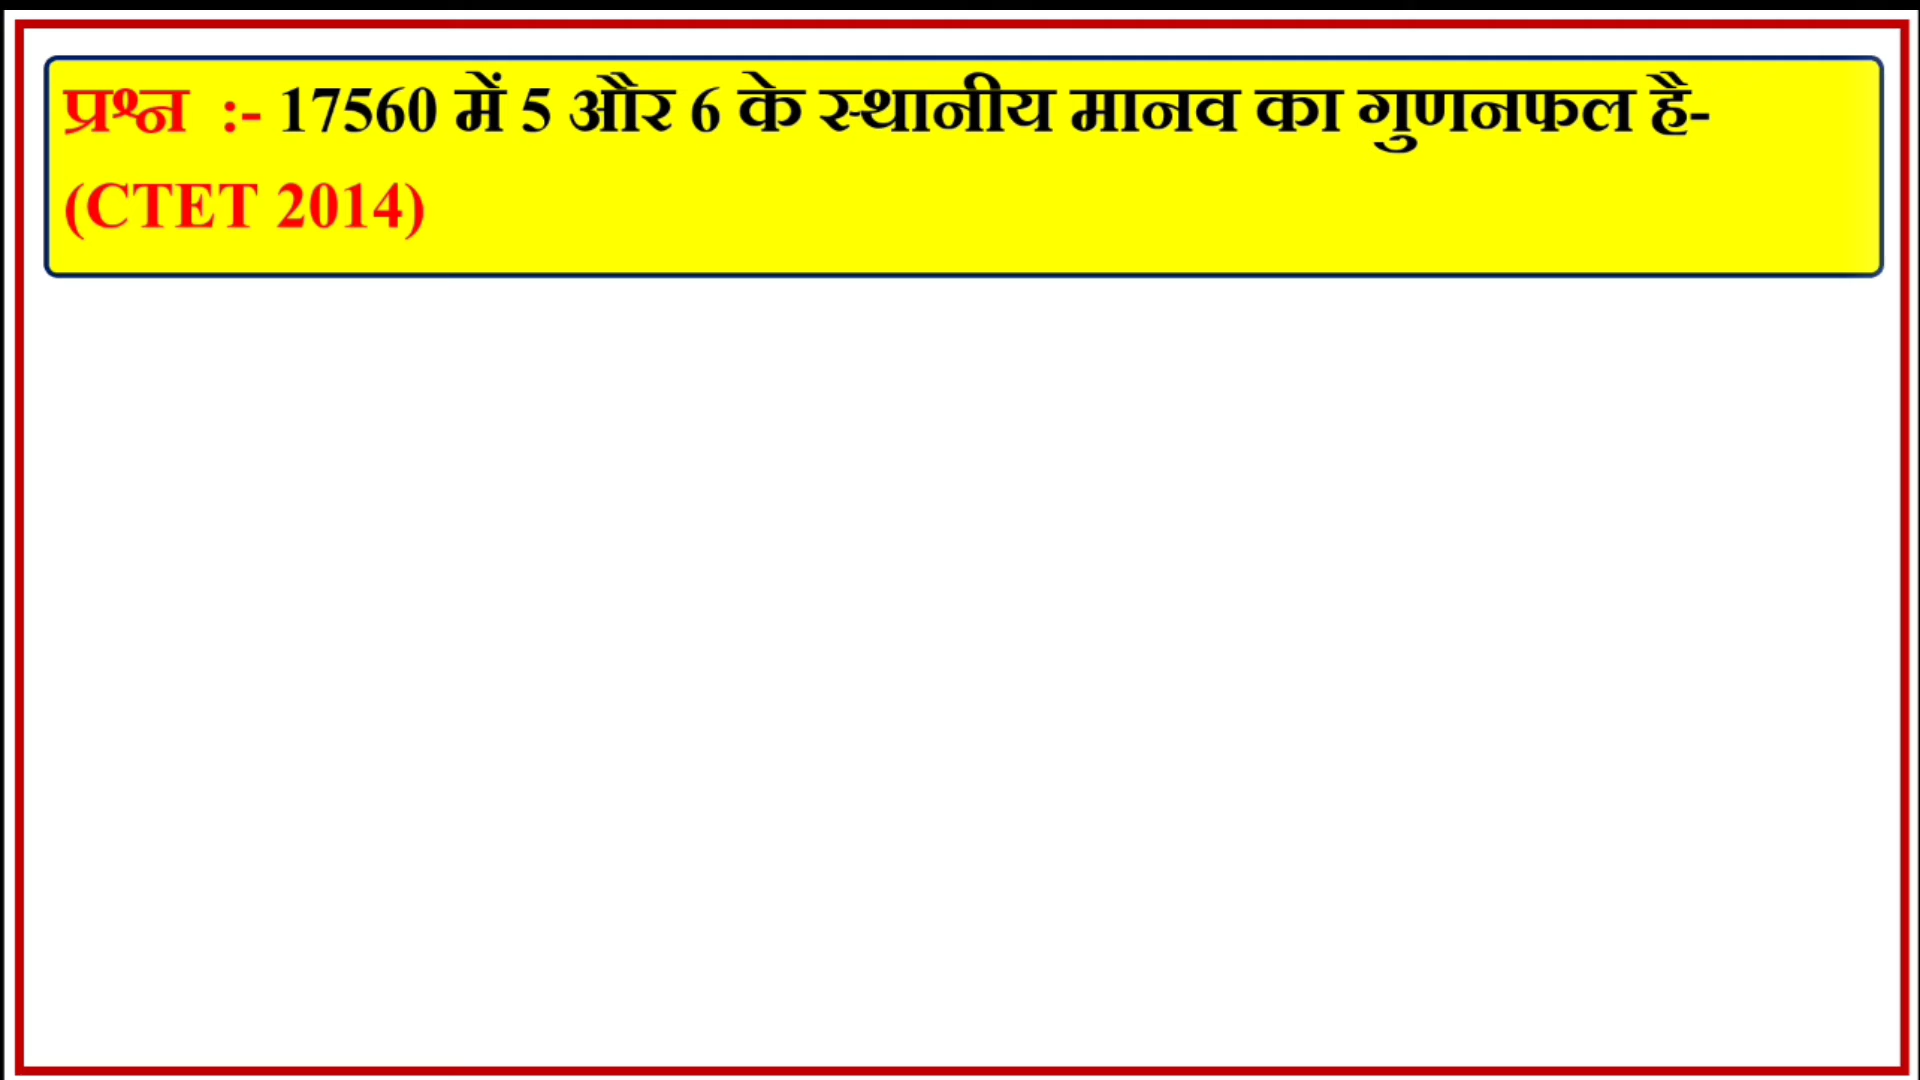 प्रश्न :- 17560 में 5 और 6 के स्थानीय मानव का गुणनफल है-
(CTET 2014)